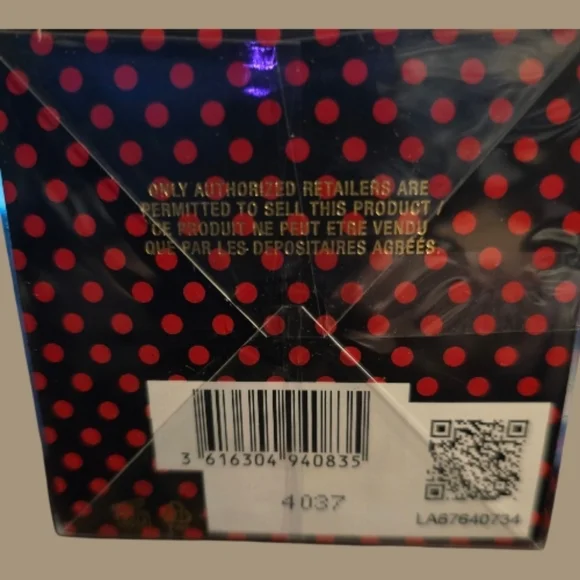 ONLY AUTHORIZED RETAILERS ARE
PERMITTED TO SELL THIS PRODUCT /
CE PRODUIT NE PEUT ETRE VENDU
QUE PAR LES DEPOSITAIRES AGRÉÉS.
3 616304 940835
4037
LA67640734